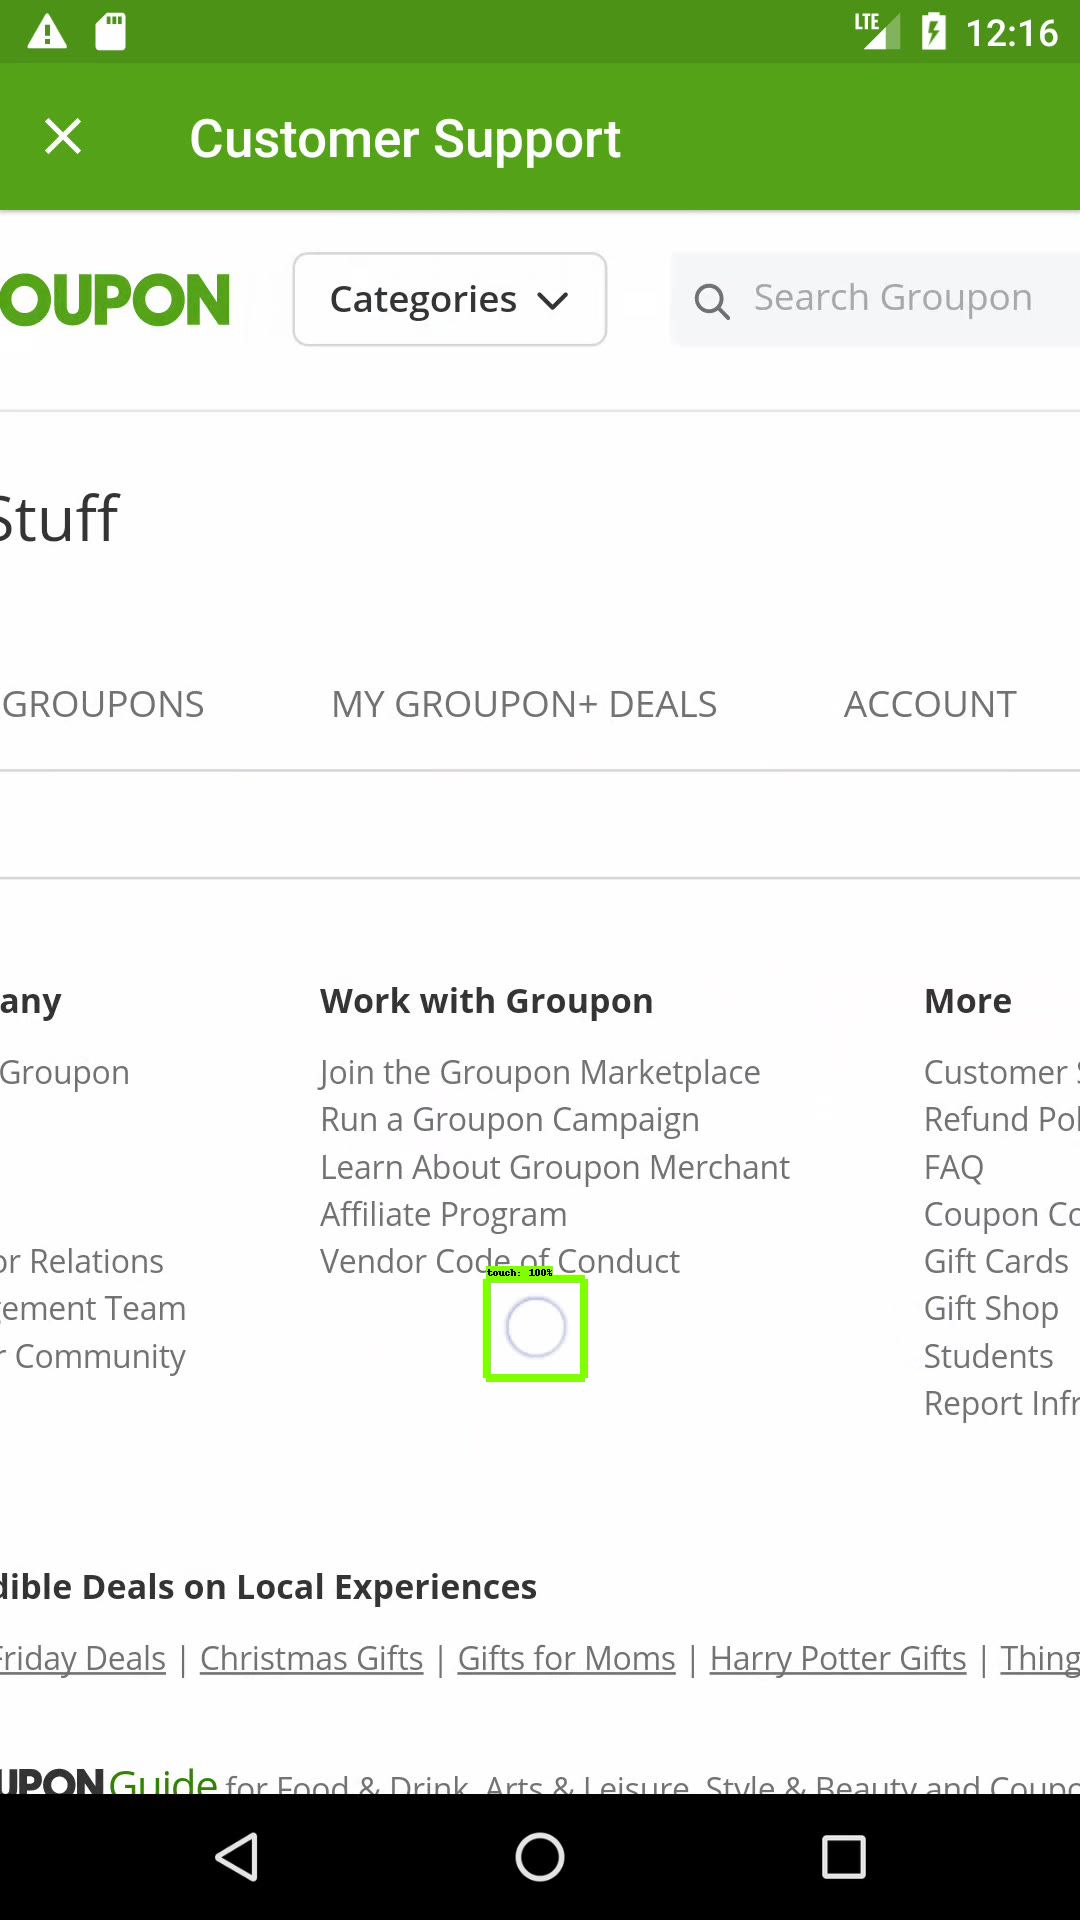 LTE 12:16
Customer Support
OUPON Categories Search Groupon
Stuff
GROUPONS MY GROUPON+ DEALS ACCOUNT
any Work with Groupon More
Groupon Join the Groupon Marketplace Customer S
Run a Groupon Campaign Refund Pol
Learn About Groupon Merchant FAQ
Affiliate Program Coupon Co
or Relations Vendor Code of Conduct Gift Cards
touch: 100%
gement Team Gift Shop
r Community Students
Report Infr
dible Deals on Local Experiences
Friday Deals | Christmas Gifts | Gifts for Moms | Harry Potter Gifts | Thing
UPON Guide for Food & Drink, Arts & Leisure, Style & Beauty and Coupo